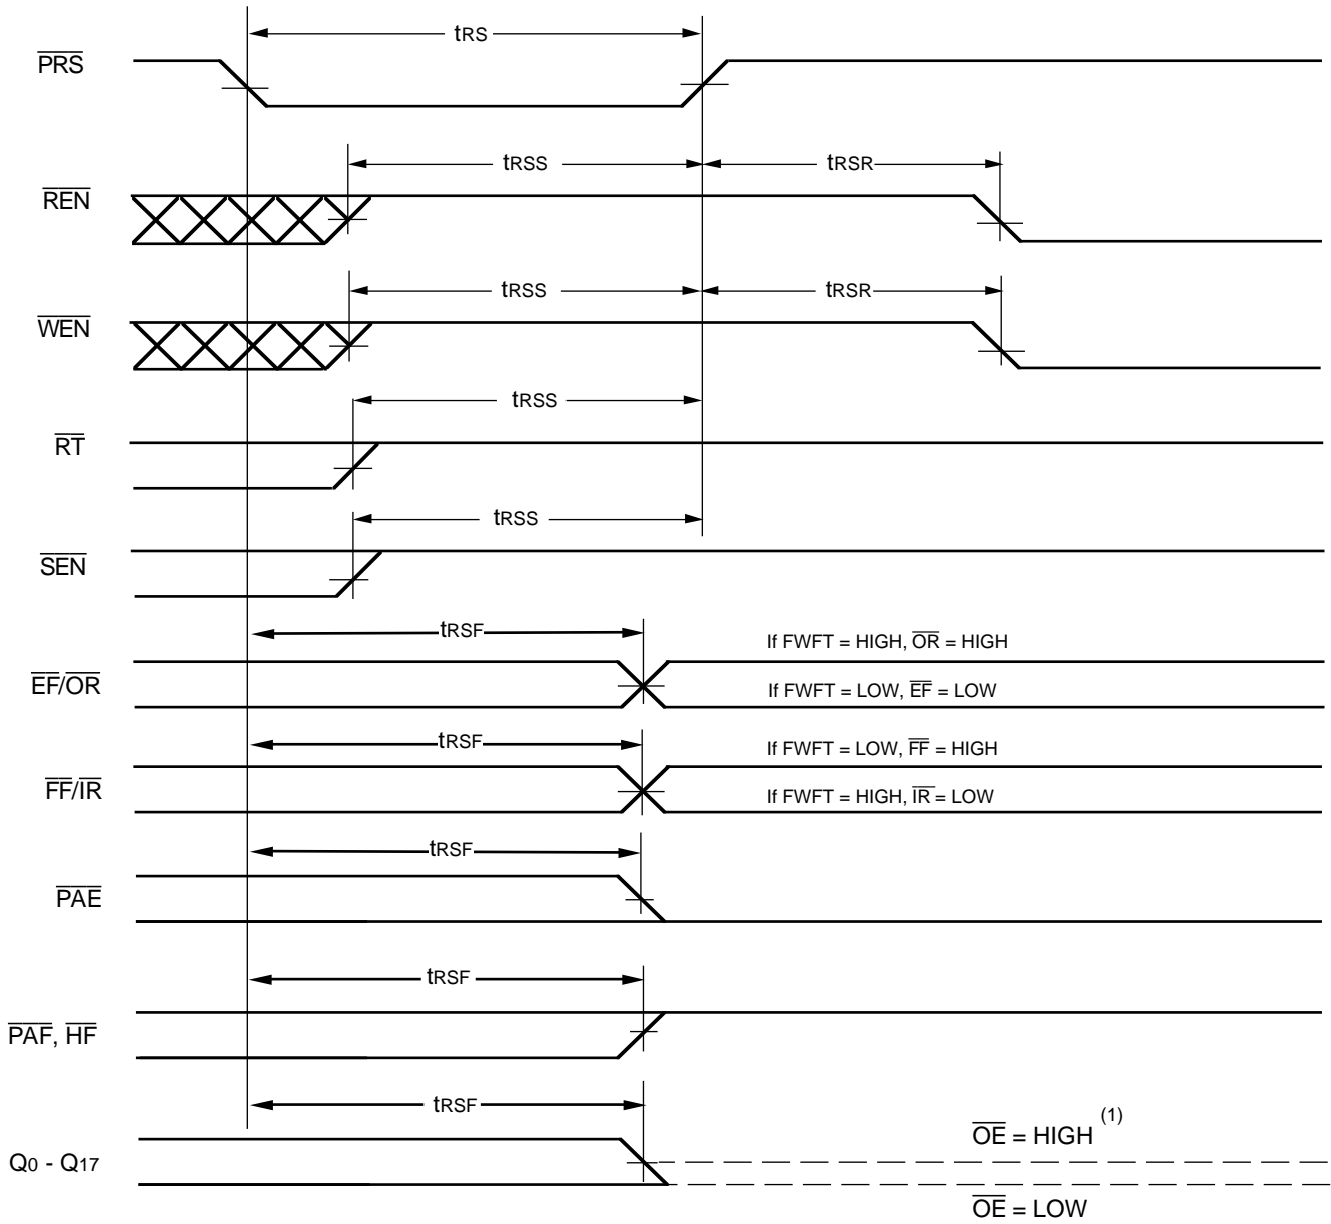 tRS
PRS
tRSS tRSR
REN
tRSS tRSR
WEN
tRSS
RT
tRSS
SEN
tRSF If FWFT = HIGH, OR = HIGH
EF/OR
If FWFT = LOW, EF = LOW
tRSF If FWFT = LOW, FF = HIGH
FF/IR
If FWFT = HIGH, IR = LOW
tRSF
PAE
tRSF
PAF, HF
tRSF
OE = HIGH (1)
Q0 - Q17
OE = LOW